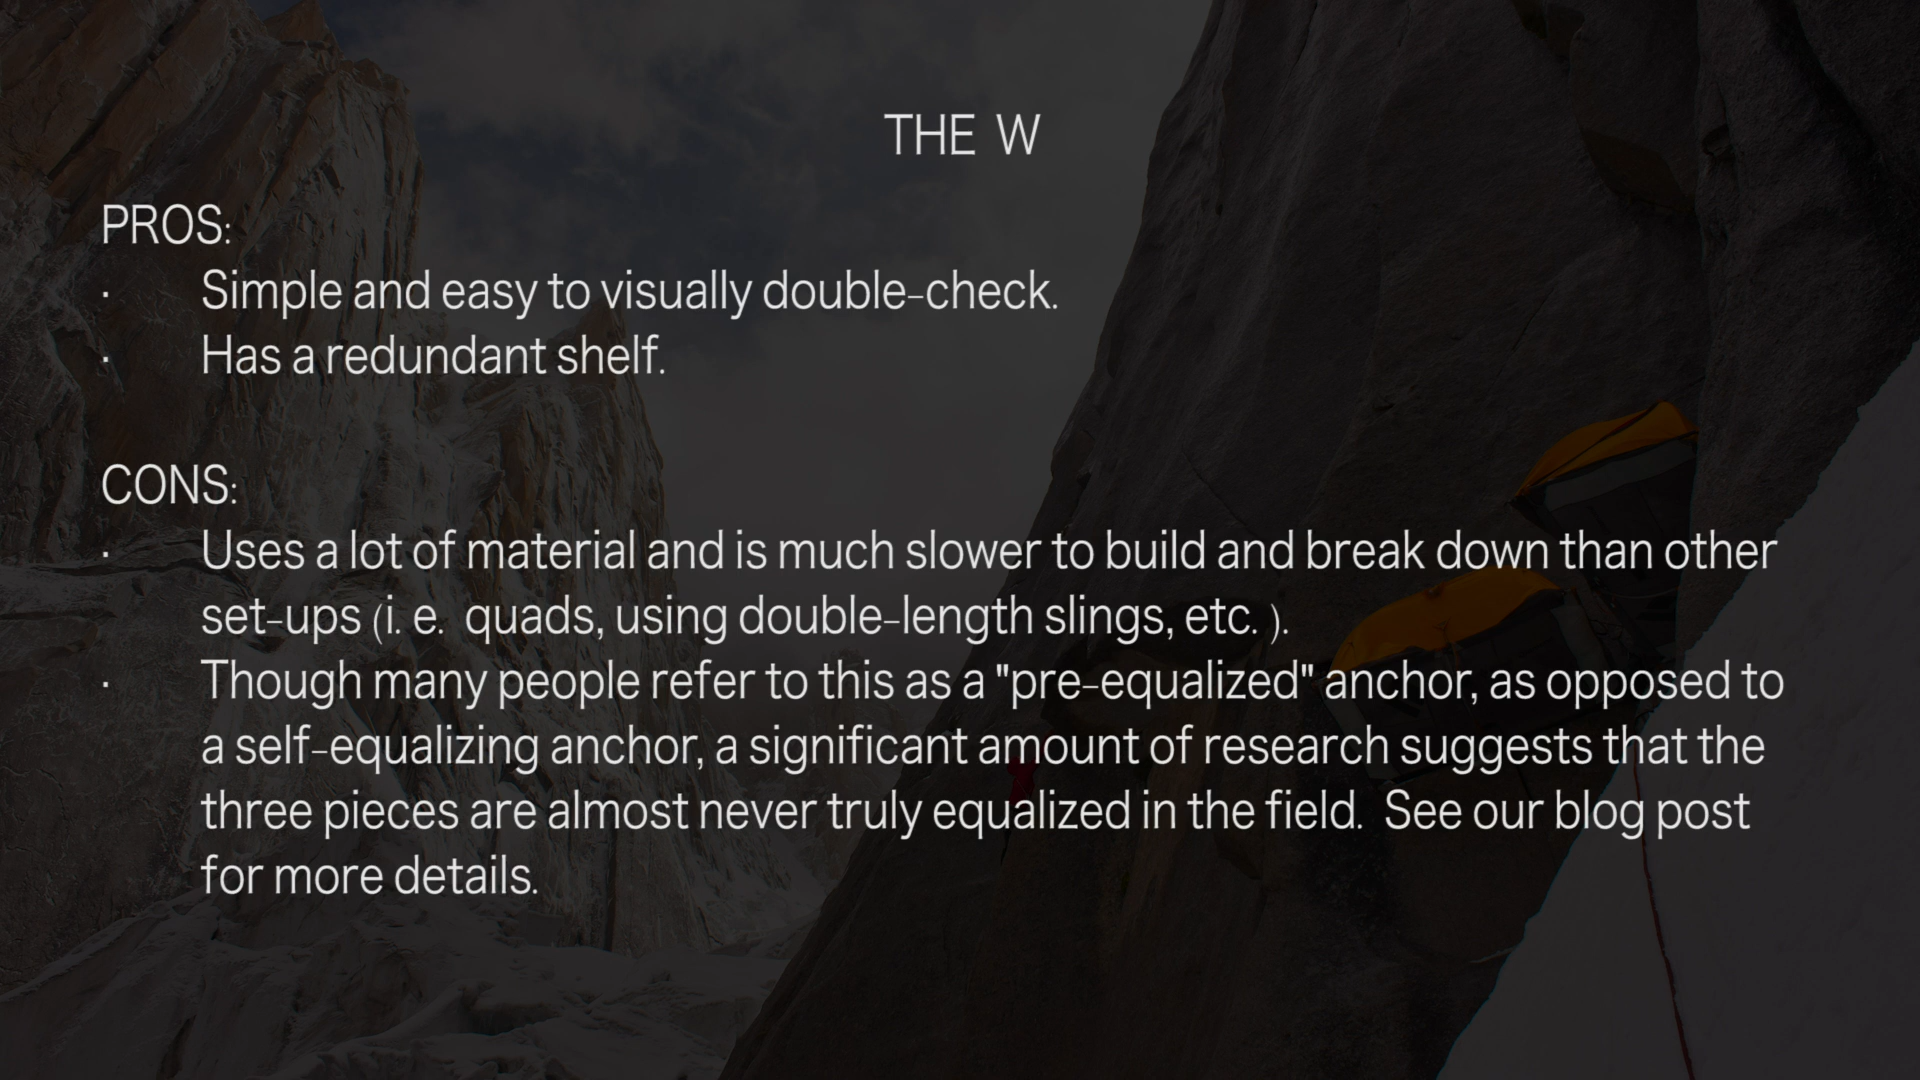 THE W
PROS:
· Simple and easy to visually double-check.
· Has a redundant shelf.
CONS:
· Uses a lot of material and is much slower to build and break down than other
set-ups (i. e. quads, using double-length slings, etc. ).
· Though many people refer to this as a "pre-equalized" anchor, as opposed to
a self-equalizing anchor, a significant amount of research suggests that the
three pieces are almost never truly equalized in the field. See our blog post
for more details.